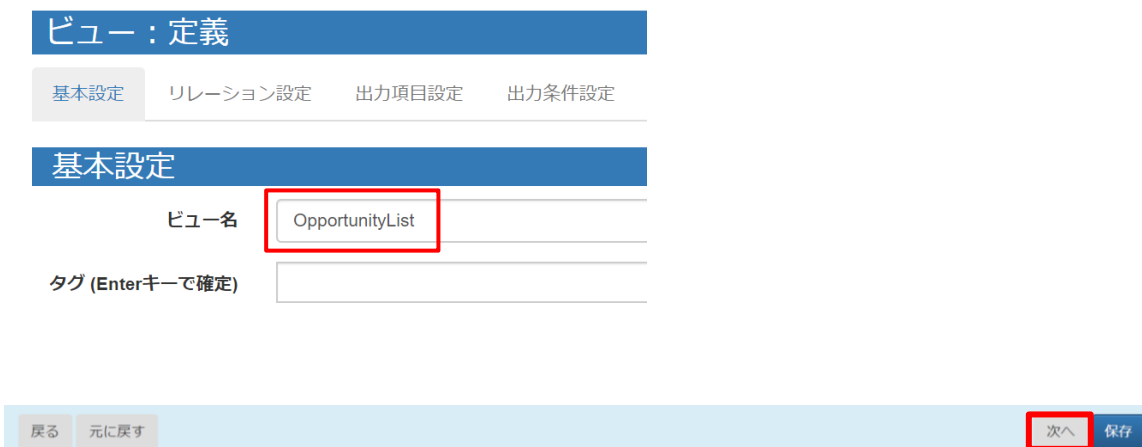 ビュー：定義
基本設定 リレーション設定 出力項目設定 出力条件設定
基本設定
ビュー名 OpportunityList
タグ (Enterキーで確定)
戻る 元に戻す 次へ 保存